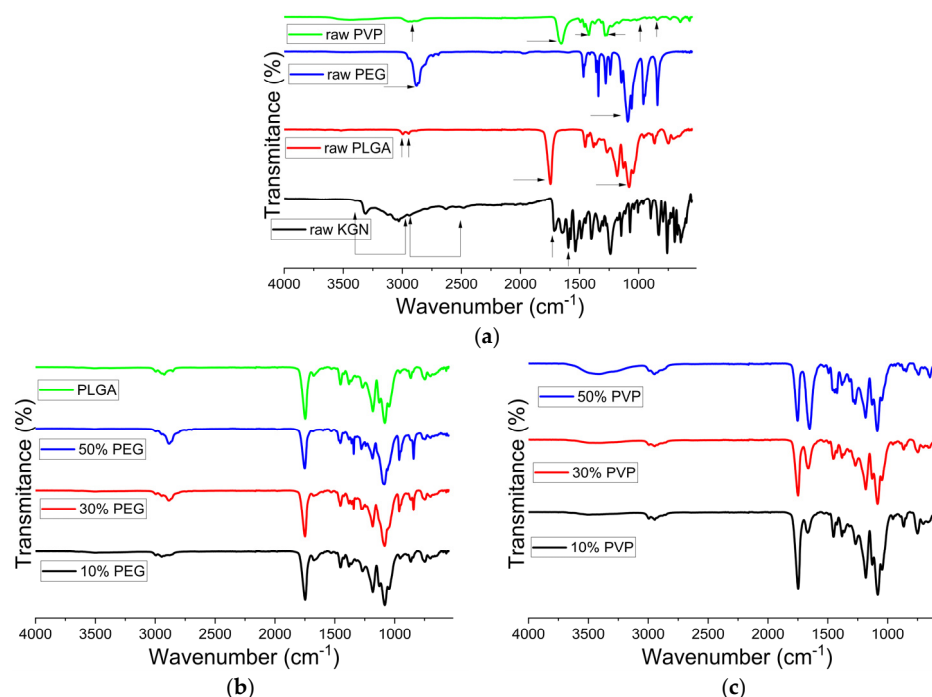 Transmitance (%)
raw PVP
raw PEG
raw PLGA
raw KGN
4000 3500 3000 2500 2000 1500 1000
Wavenumber (cm-1)
(a)
Transmitance (%)
PLGA
50% PEG
30% PEG
10% PEG
4000 3500 3000 2500 2000 1500 1000
Wavenumber (cm-1)
(b)
Transmitance (%)
50% PVP
30% PVP
10% PVP
4000 3500 3000 2500 2000 1500 1000
Wavenumber (cm-1)
(c)